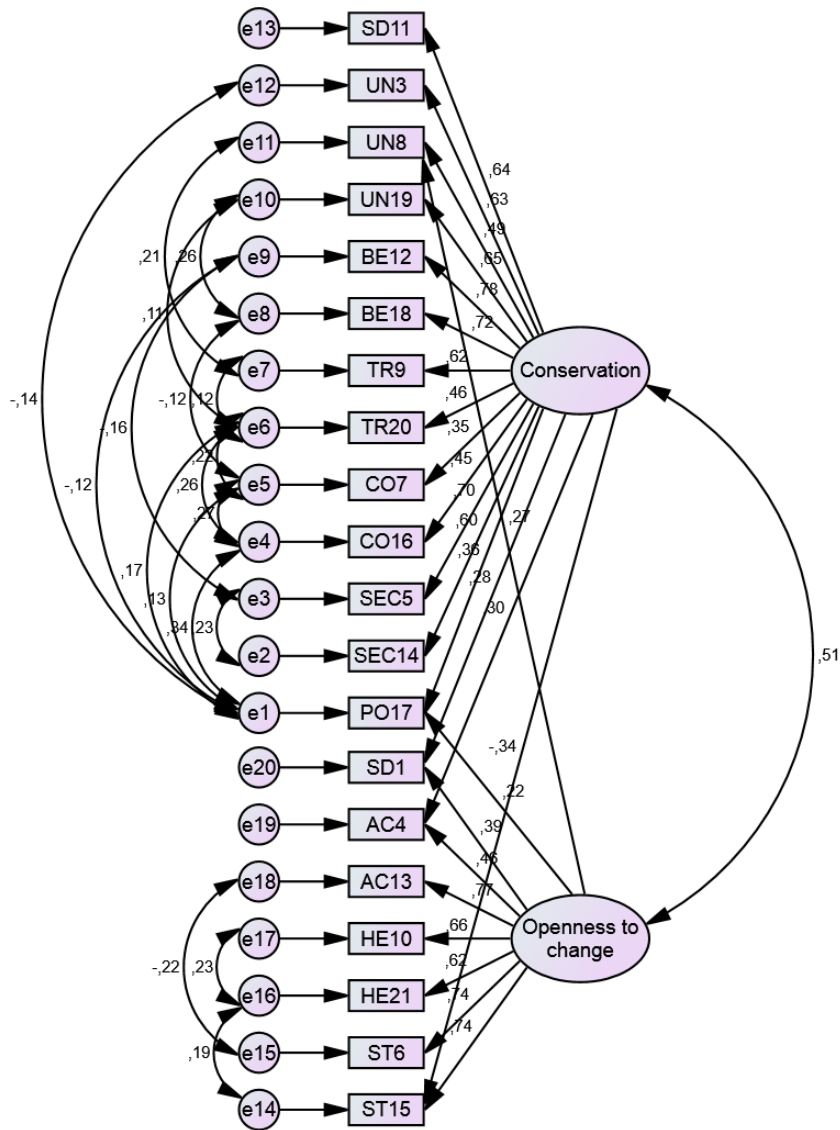 e13 SD11
e12 UN3
e11 UN8
e10 UN19
e9 BE12
e8 BE18
e7 TR9
e6 TR20
e5 CO7
e4 CO16
e3 SEC5
e2 SEC14
e1 PO17
e20 SD1
e19 AC4
e18 AC13
e17 HE10
e16 HE21
e15 ST6
e14 ST15
Conservation
Openness to
change
,64
,63
,49
,65
,78
,72
,62
,46
,35
,45
,70
,60
,36
,28
,30
,27
-,34
,22
,39
,46
,77
,66
,62
,74
,74
,51
,21
,26
,11
-,14
-,12
,12
-,16
,22
,26
-,12
,27
,17
,13
,34
,23
-,22
,23
,19